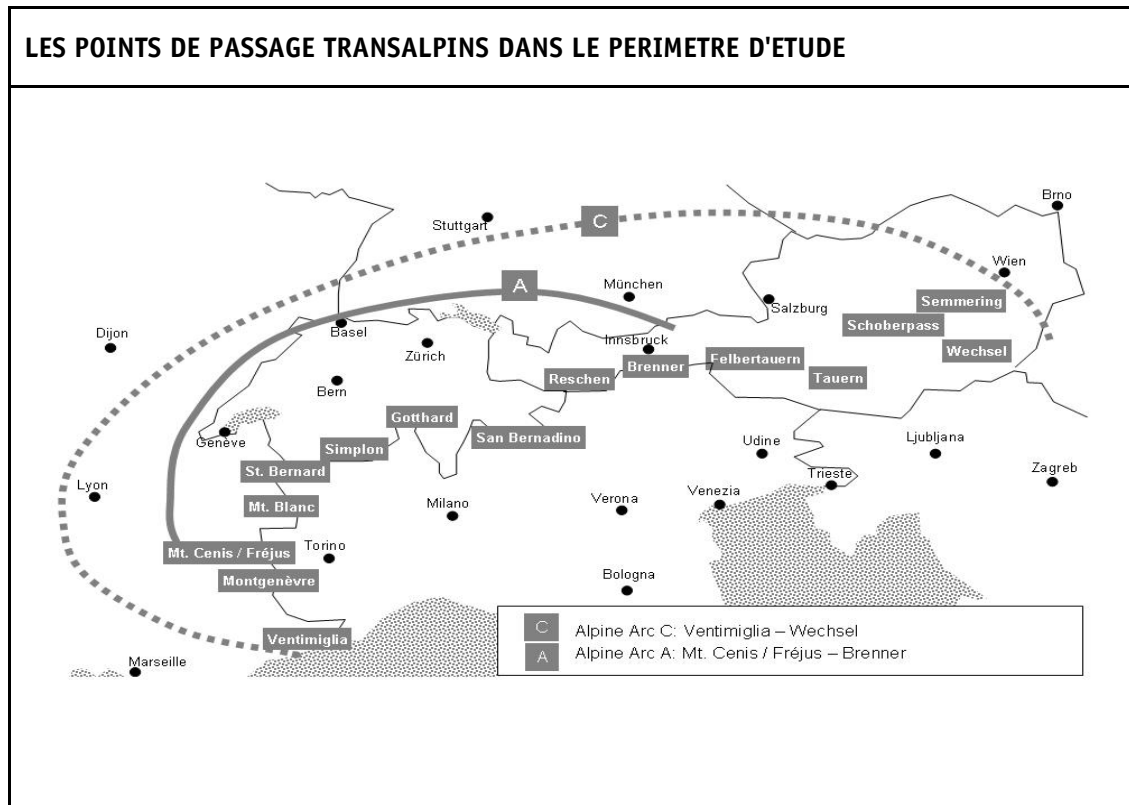 LES POINTS DE PASSAGE TRANSALPINS DANS LE PERIMETRE D'ETUDE
Brno
Stuttgart
C
Wien
A
München
Semmering
Salzburg
Schoberpass
Basel
Dijon
Zürich
Innsbruck
Wechsel
Brenner
Felbertauern
Reschen
Tauern
Bern
Gotthard
Genève
San Bernadino
Udine
Ljubljana
Simplon
St. Bernard
Trieste
Zagreb
Lyon
Mt. Blanc
Milano
Verona
Venezia
Mt. Cenis / Fréjus
Torino
Montgenèvre
Bologna
Ventimiglia
Marseille
C Alpine Arc C: Ventimiglia – Wechsel
A Alpine Arc A: Mt. Cenis / Fréjus – Brenner